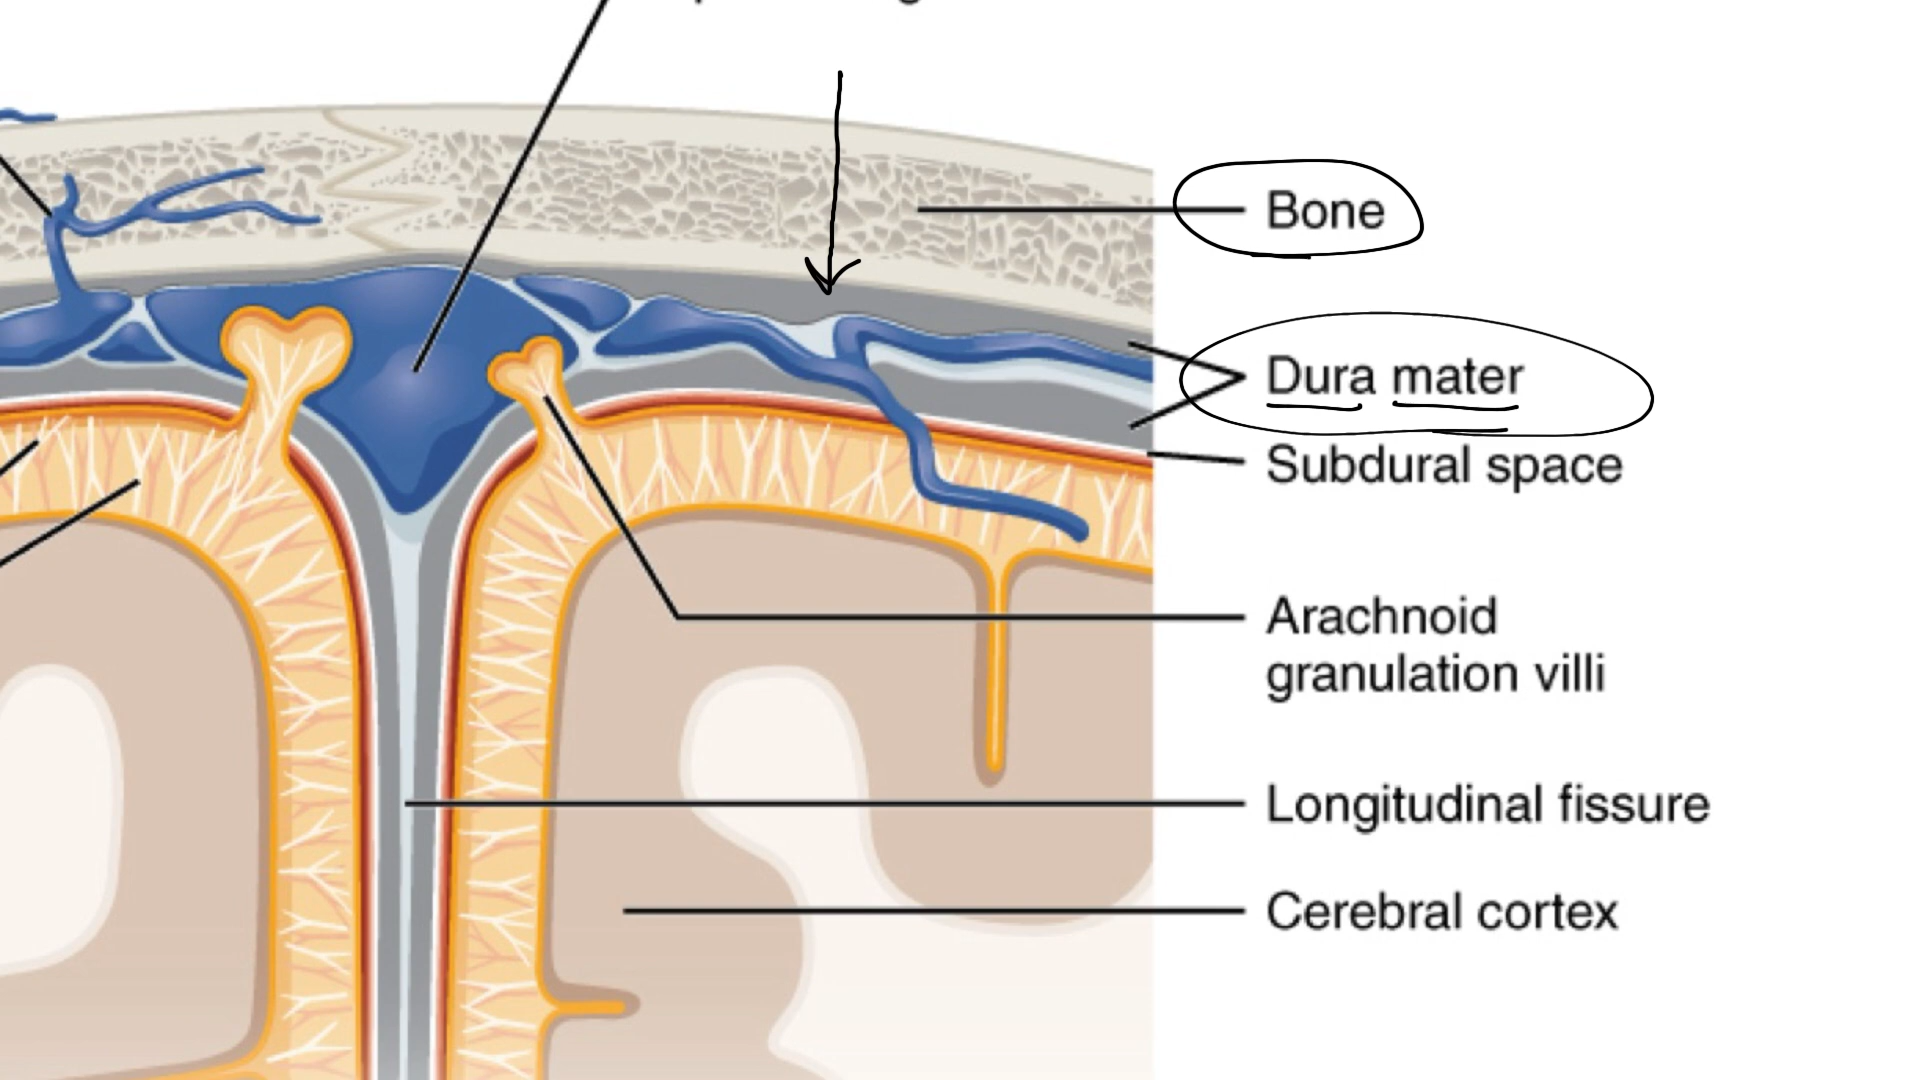 Bone
Dura mater
Subdural space
Arachnoid
granulation villi
Longitudinal fissure
Cerebral cortex